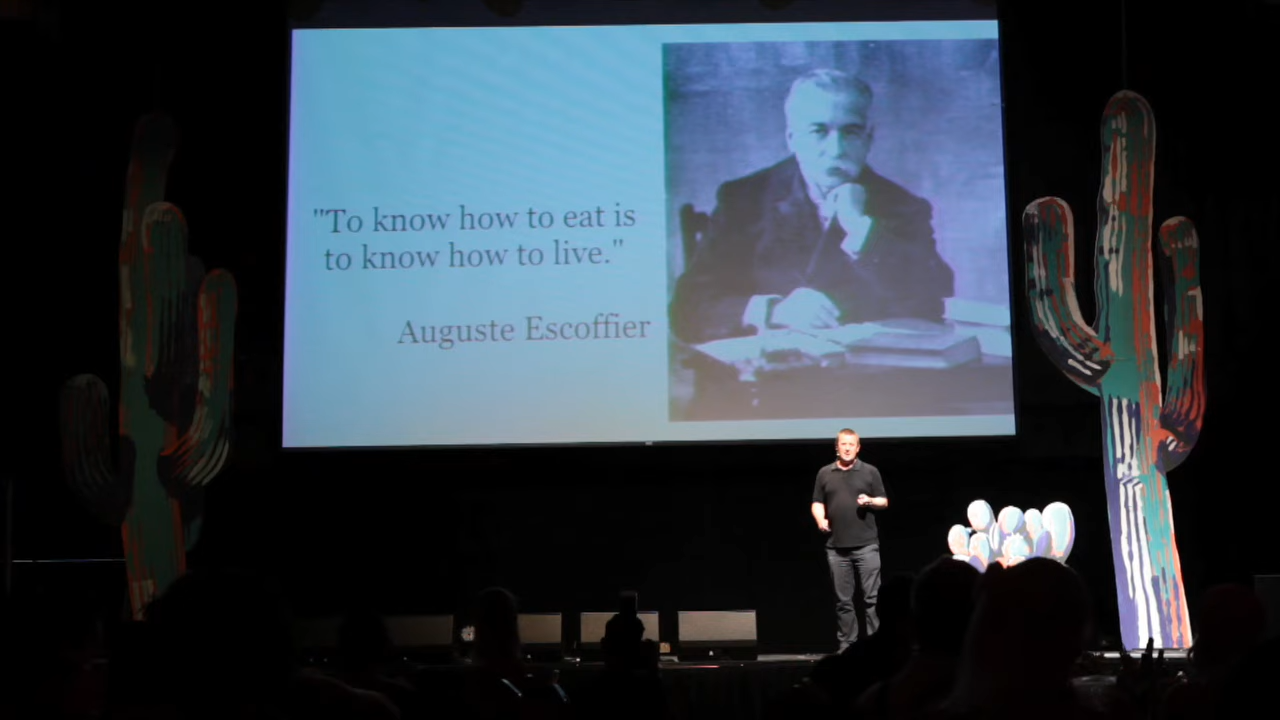 "To know how to eat is
to know how to live."
Auguste Escoffier